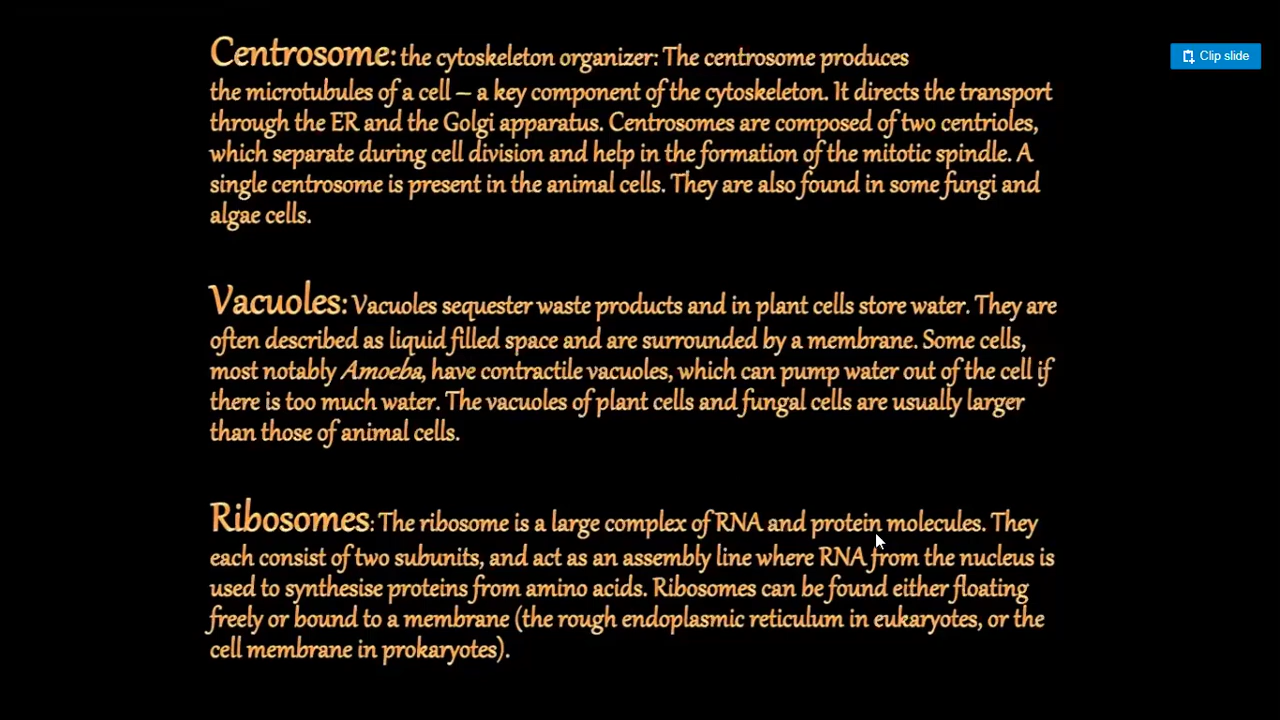 Centrosome: the cytoskeleton organizer: The centrosome produces
the microtubules of a cell – a key component of the cytoskeleton. It directs the transport
through the ER and the Golgi apparatus. Centrosomes are composed of two centrioles,
which separate during cell division and help in the formation of the mitotic spindle. A
single centrosome is present in the animal cells. They are also found in some fungi and
algae cells.
Clip slide
Vacuoles: Vacuoles sequester waste products and in plant cells store water. They are
often described as liquid filled space and are surrounded by a membrane. Some cells,
most notably Amoeba, have contractile vacuoles, which can pump water out of the cell if
there is too much water. The vacuoles of plant cells and fungal cells are usually larger
than those of animal cells.
Ribosomes: The ribosome is a large complex of RNA and protein molecules. They
each consist of two subunits, and act as an assembly line where RNA from the nucleus is
used to synthesise proteins from amino acids. Ribosomes can be found either floating
freely or bound to a membrane (the rough endoplasmic reticulum in eukaryotes, or the
cell membrane in prokaryotes).